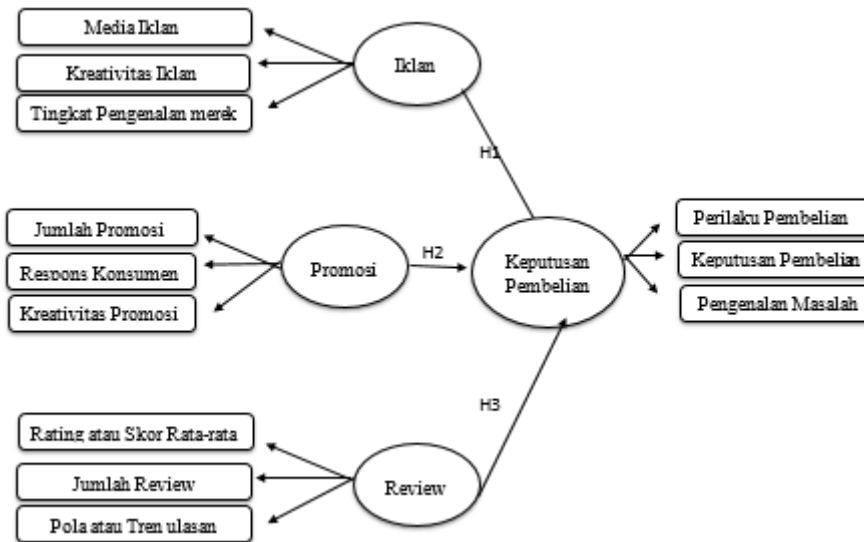 Media Iklan
Kreativitas Iklan
Tingkat Pengenalan merek
Iklan
H1
Jumlah Promosi
Respons Konsumen
Kreativitas Promosi
Promosi
H2
Keputusan
Pembelian
Perilaku Pembelian
Keputusan Pembelian
Pengenalan Masalah
H3
Rating atau Skor Rata-rata
Jumlah Review
Pola atau Tren ulasan
Review